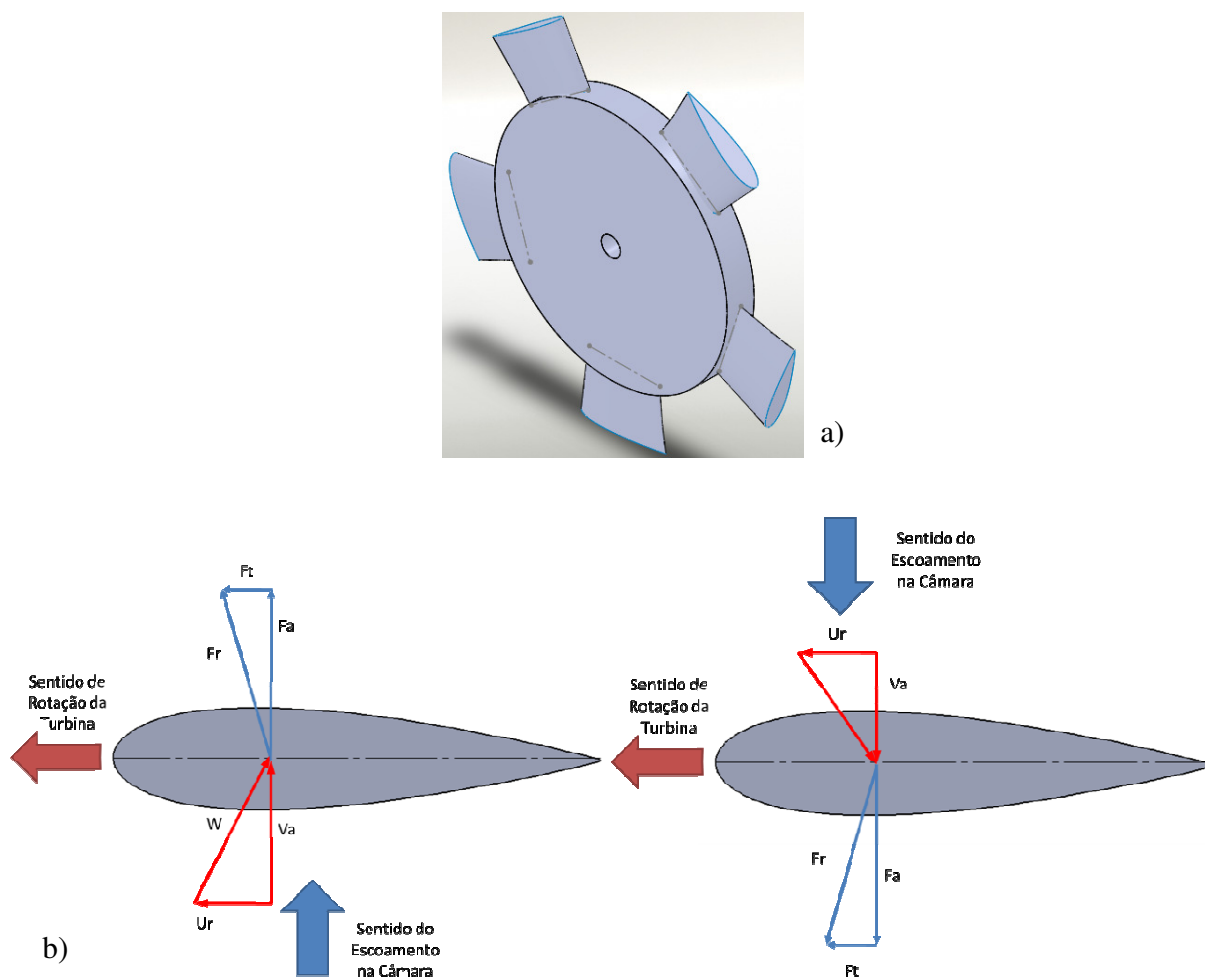 a)
Sentido do
Escoamento
na Câmara
Ft
Fa
Fr
Ur
Va
Sentido de
Rotação da
Turbina
Sentido de
Rotação da
Turbina
W
Va
Ur
Fr
Fa
Ft
Sentido do
Escoamento
na Câmara
b)